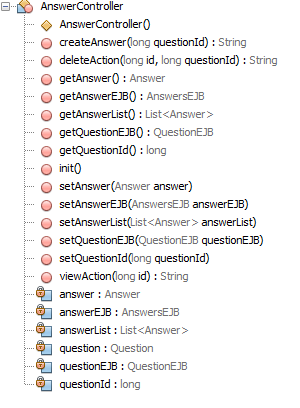 AnswerController
AnswerController()
createAnswer(long questionId) : String
deleteAction(long id, long questionId) : String
getAnswer() : Answer
getAnswerEJB() : AnswersEJB
getAnswerList() : List<Answer>
getQuestionEJB() : QuestionEJB
getQuestionId() : long
init()
setAnswer(Answer answer)
setAnswerEJB(AnswersEJB answerEJB)
setAnswerList(List<Answer> answerList)
setQuestionEJB(QuestionEJB questionEJB)
setQuestionId(long questionId)
viewAction(long id) : String
answer : Answer
answerEJB : AnswersEJB
answerList : List<Answer>
question : Question
questionEJB : QuestionEJB
questionId : long